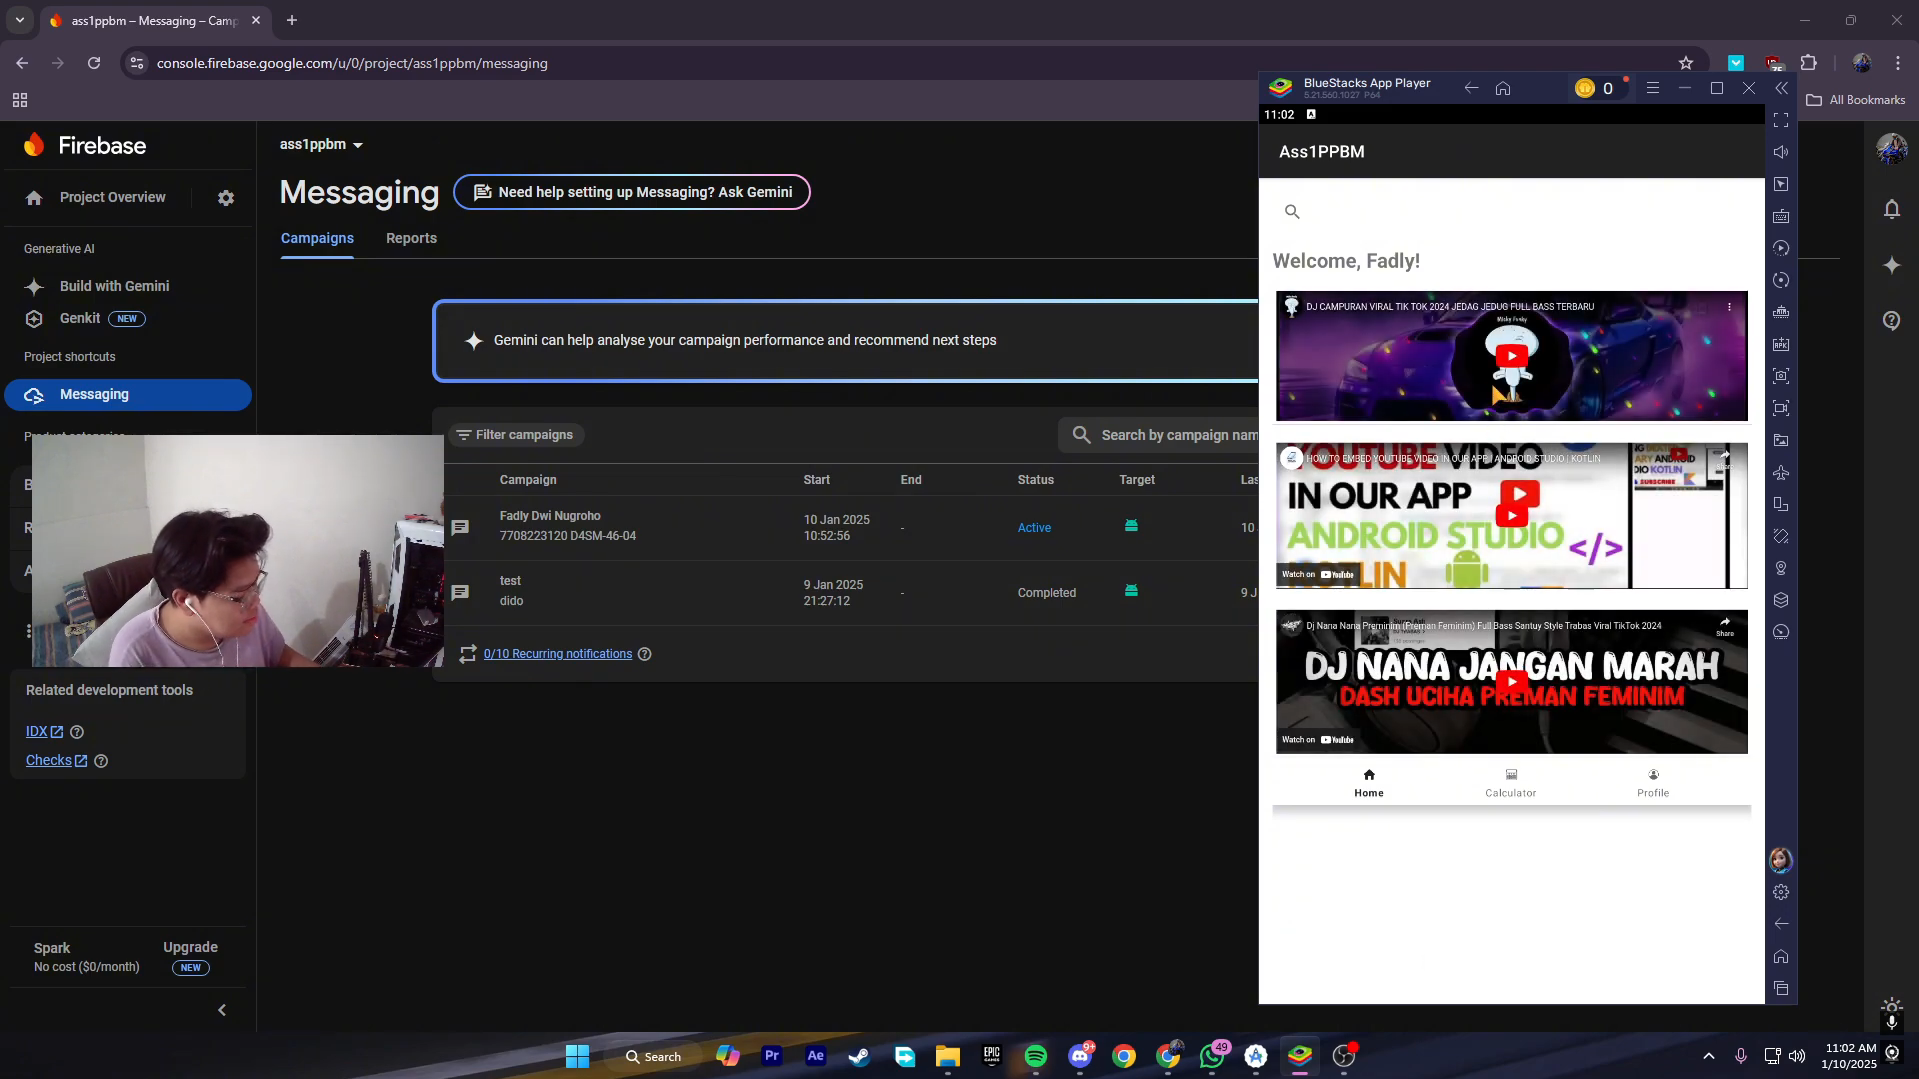 ass1ppbm – Messaging – Camp
console.firebase.google.com/u/0/project/ass1ppbm/messaging
All Bookmarks
BlueStacks App Player
5.21.560.1027 P64
0
Firebase
Project Overview
Generative AI
Build with Gemini
Genkit NEW
Project shortcuts
Messaging
Related development tools
IDX
Checks
Spark
No cost ($0/month)
Upgrade
NEW
ass1ppbm
Messaging
Need help setting up Messaging? Ask Gemini
Campaigns Reports
Gemini can help analyse your campaign performance and recommend next steps
Filter campaigns
Search by campaign nam
Campaign Start End Status Target Las
Fadly Dwi Nugroho
7708223120 D4SM-46-04
10 Jan 2025
10:52:56
-
Active
10
test
dido
9 Jan 2025
21:27:12
-
Completed
9 J
0/10 Recurring notifications
11:02
Ass1PPBM
Welcome, Fadly!
DJ CAMPURAN VIRAL TIK TOK 2024 JEDAG JEDUG FULL BASS TERBARU
HOW TO EMBED YOUTUBE VIDEO IN OUR APP | ANDROID STUDIO | KOTLIN
YOUTUBE VIDEO
IN OUR APP
ANDROID STUDIO
</>
KOTLIN
Watch on YouTube
Dj Nana Nana Preminim (Preman Feminim) Full Bass Santuy Style Trabas Viral TikTok 2024
Share
DJ NANA JANGAN MARAH
DASH UCIHA PREMAN FEMINIM
Watch on YouTube
Home Calculator Profile
Search
Pr
Ae
EPIC
GAMES
9+
49
11:02 AM
1/10/2025